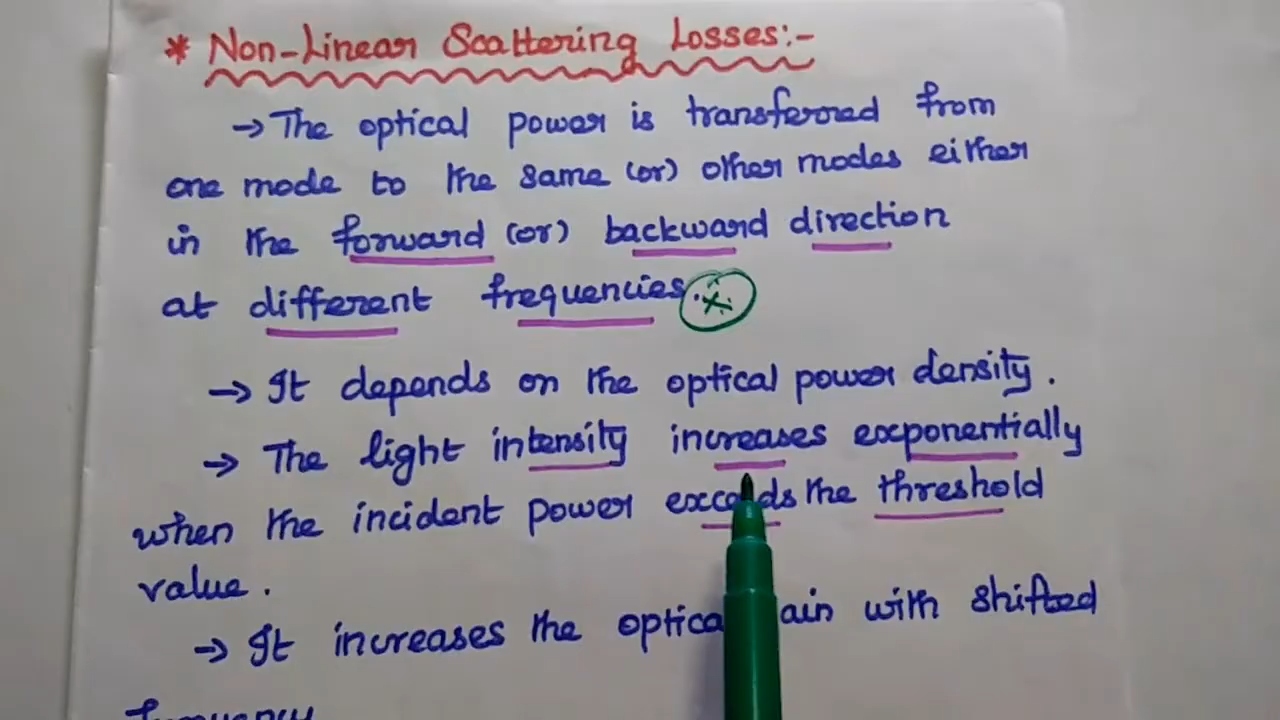 * Non-Linear Scattering Losses:-
→ The optical power is transferred from
one mode to the same (or) other modes either
in the forward (or) backward direction
at different frequencies.
→ It depends on the optical power density.
→ The light intensity increases exponentially
when the incident power the threshold
value.
→ It increases the with shifted